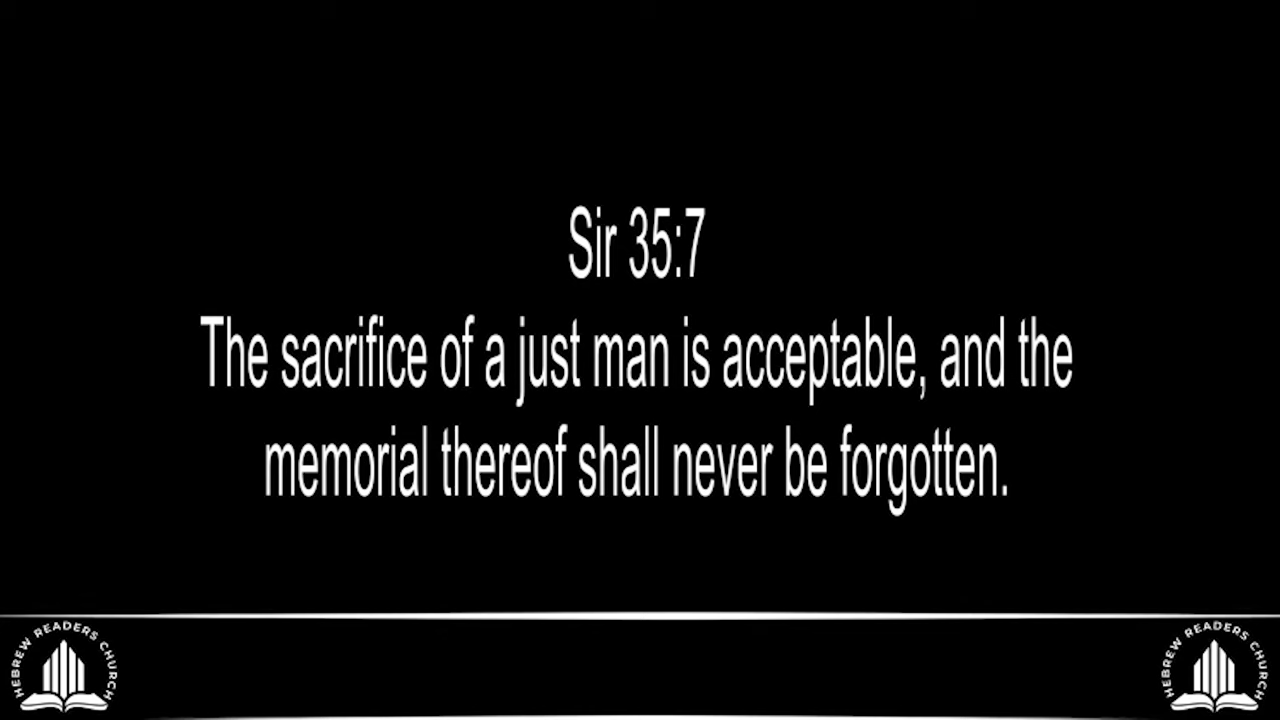 Sir 35:7
The sacrifice of a just man is acceptable, and the
memorial thereof shall never be forgotten.
HEBREW READERS CHURCH
HEBREW READERS CHURCH